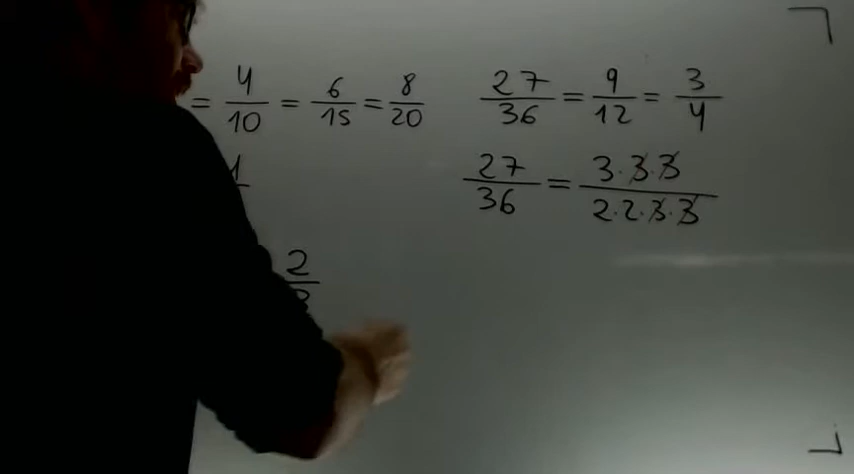 = 4/10 = 6/15 = 8/20
27/36 = 9/12 = 3/4
1
27/36 = 3·3·3/2·2·3·3
2